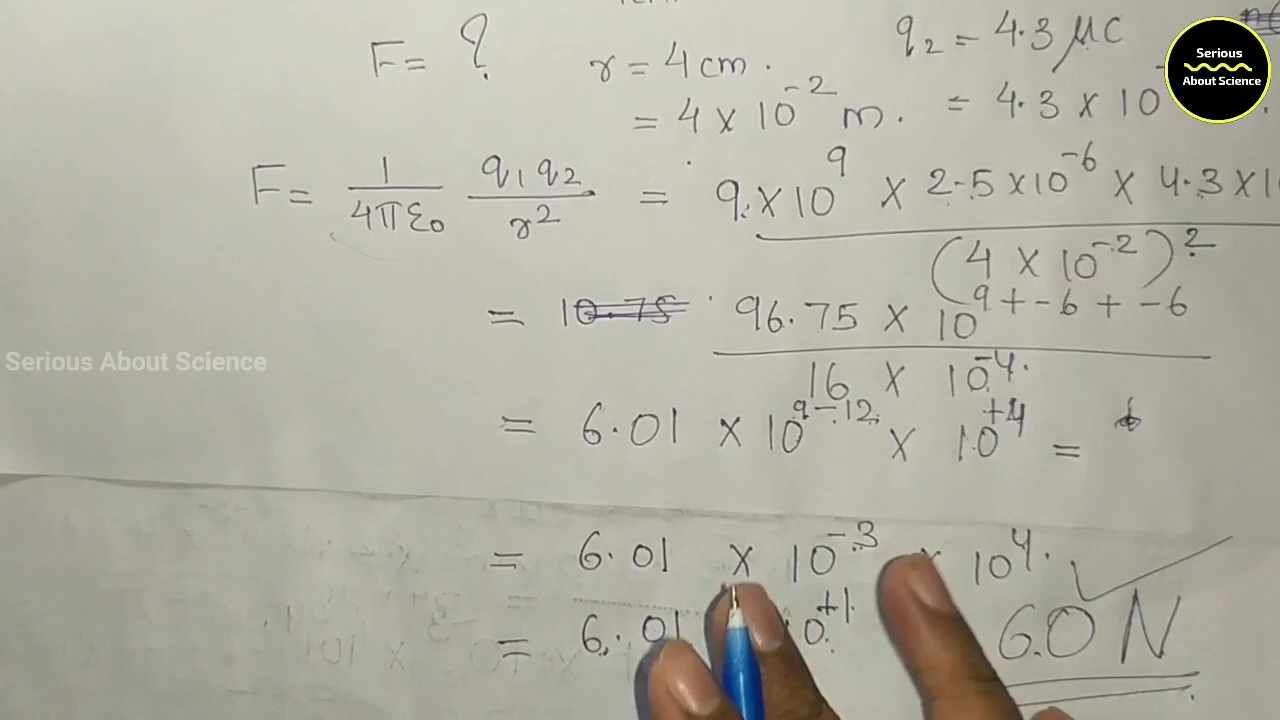 F = ?
r = 4 cm.
= 4 × 10⁻² m.
q₂ = 4.3 μC
= 4.3 × 10
Serious
About Science
F = 1/4πε₀ q₁q₂/r² = 9 × 10⁹ × 2.5 × 10⁻⁶ × 4.3 × 10
(4 × 10⁻²)²
= 96.75 × 10⁹⁺⁻⁶⁺⁻⁶
16 × 10⁻⁴
Serious About Science
= 6.01 × 10⁹⁻¹² × 10⁺⁴ =
= 6.01 × 10⁻³ × 10⁴
= 6.01 0⁺¹
60 N